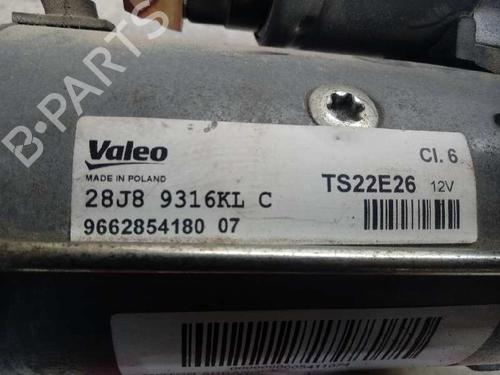 B-PARTS
Valeo
MADE IN POLAND
Cl.6
28J8 9316KL C
TS22E26 12V
9662854180 07